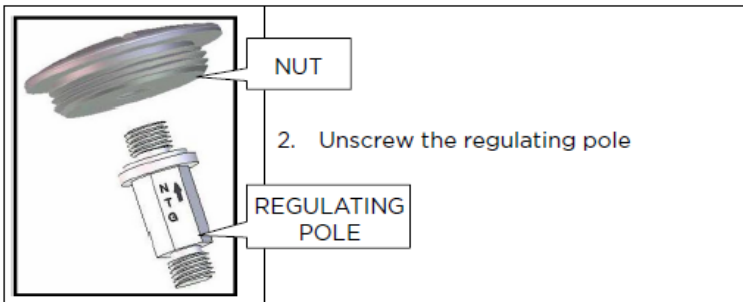 NUT
2. Unscrew the regulating pole
N
T
G
REGULATING
POLE